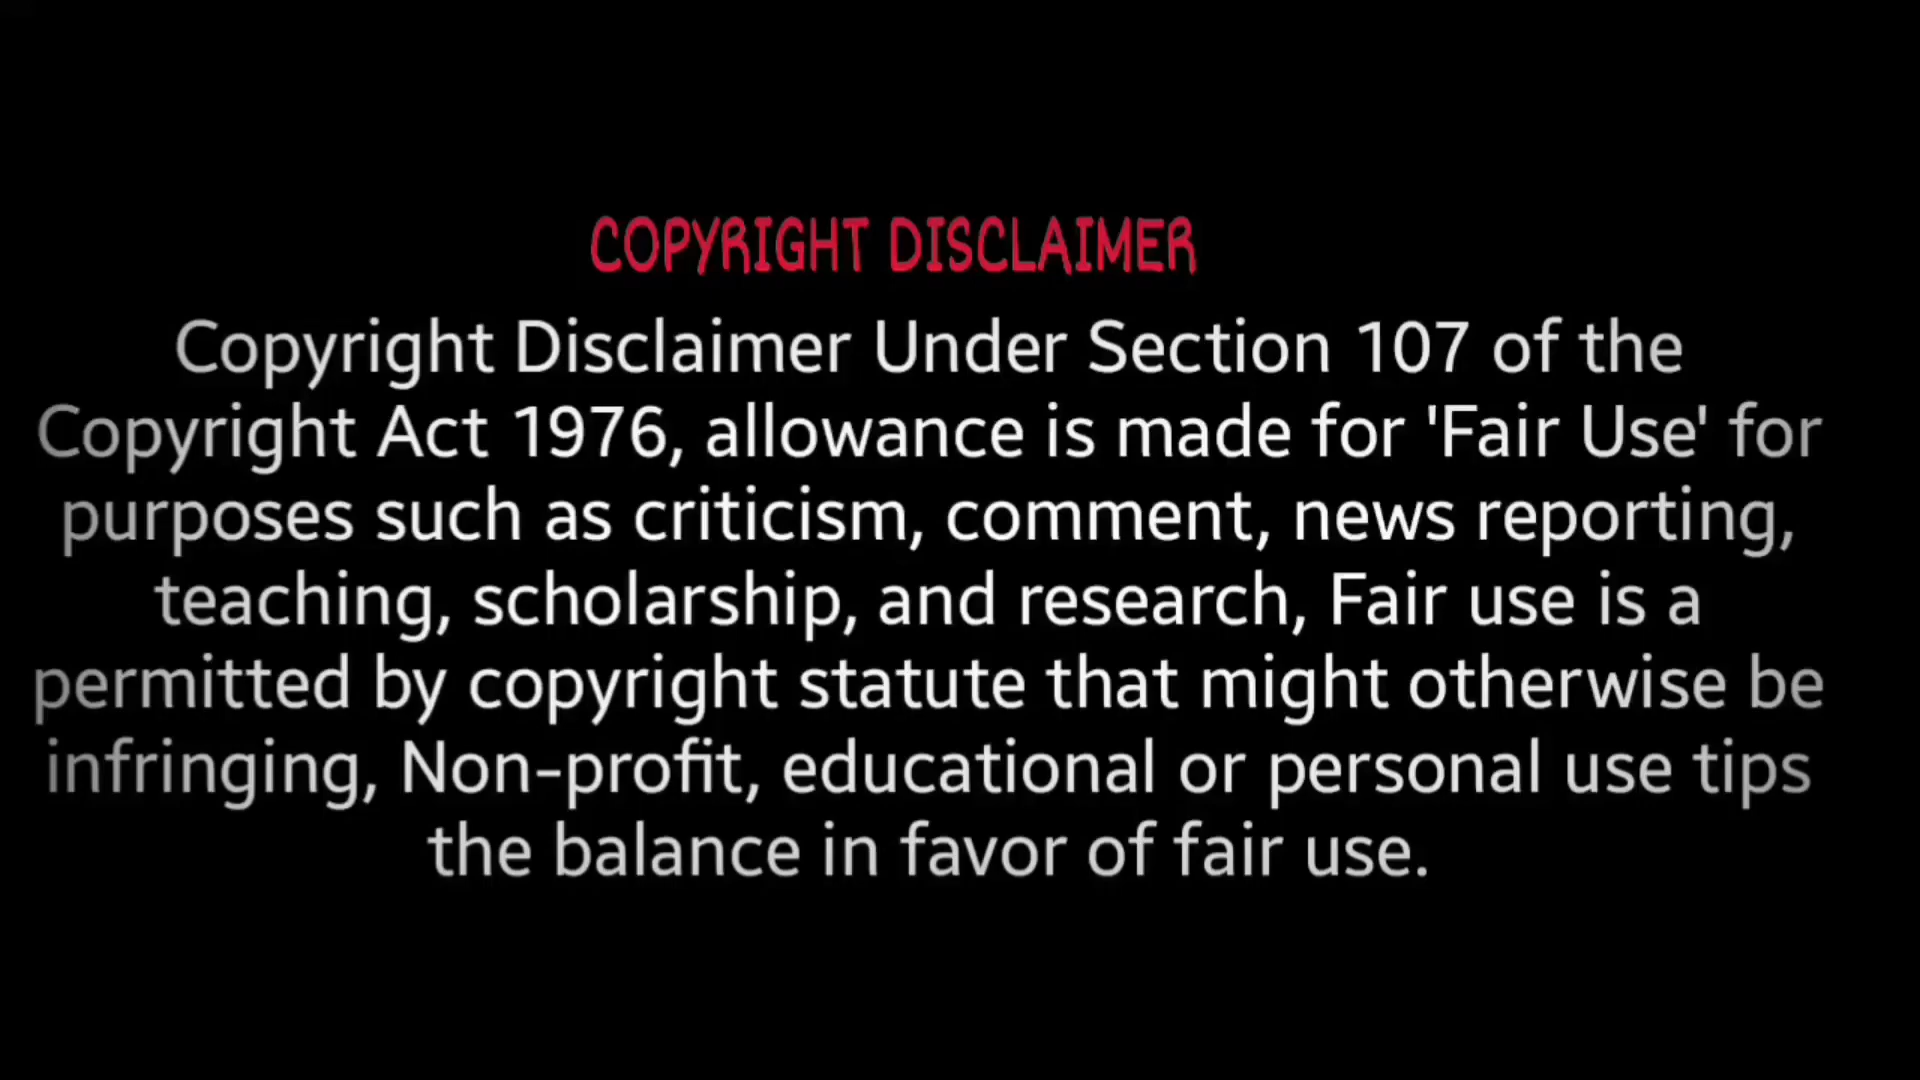 COPYRIGHT DISCLAIMER
Copyright Disclaimer Under Section 107 of the
Copyright Act 1976, allowance is made for 'Fair Use' for
purposes such as criticism, comment, news reporting,
teaching, scholarship, and research, Fair use is a
permitted by copyright statute that might otherwise be
infringing, Non-profit, educational or personal use tips
the balance in favor of fair use.